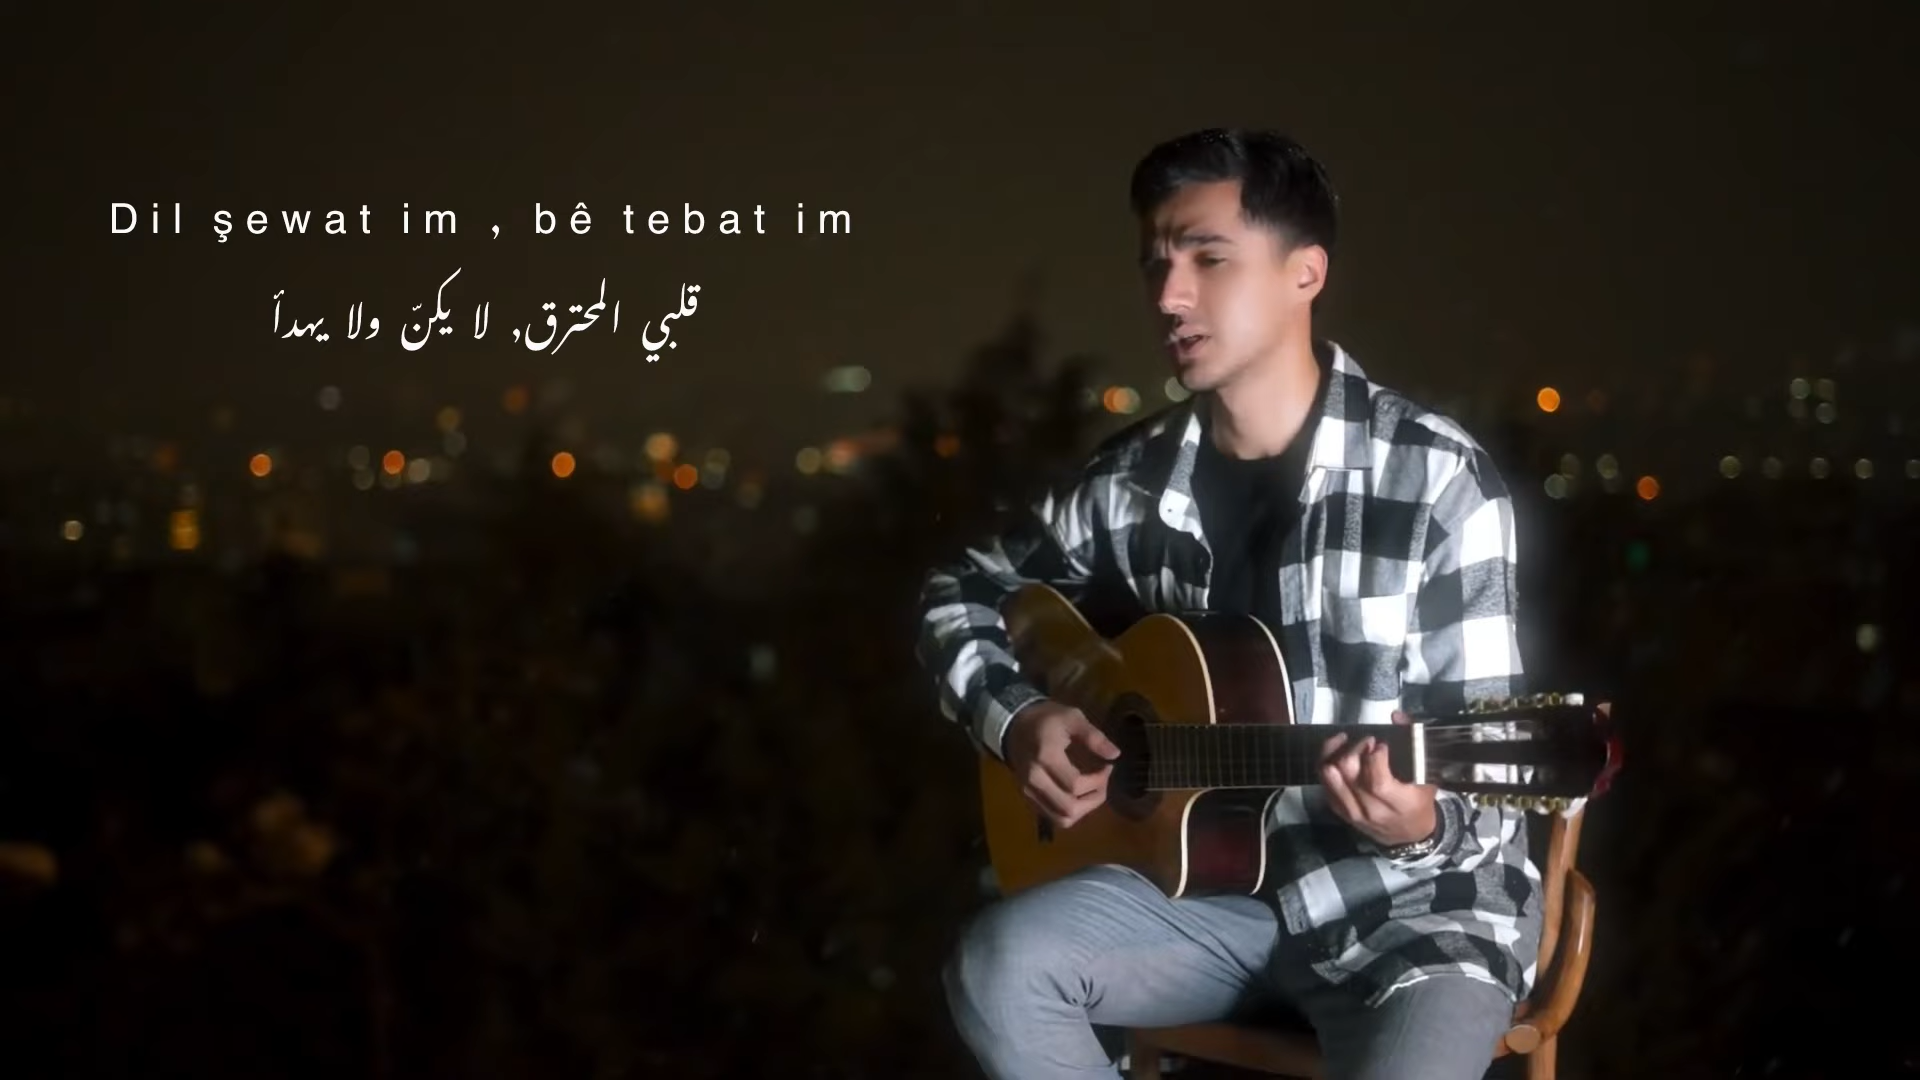 Dil şewat im , bê tebat im
قلبي المحترق, لا يكنّ ولا يهدأ